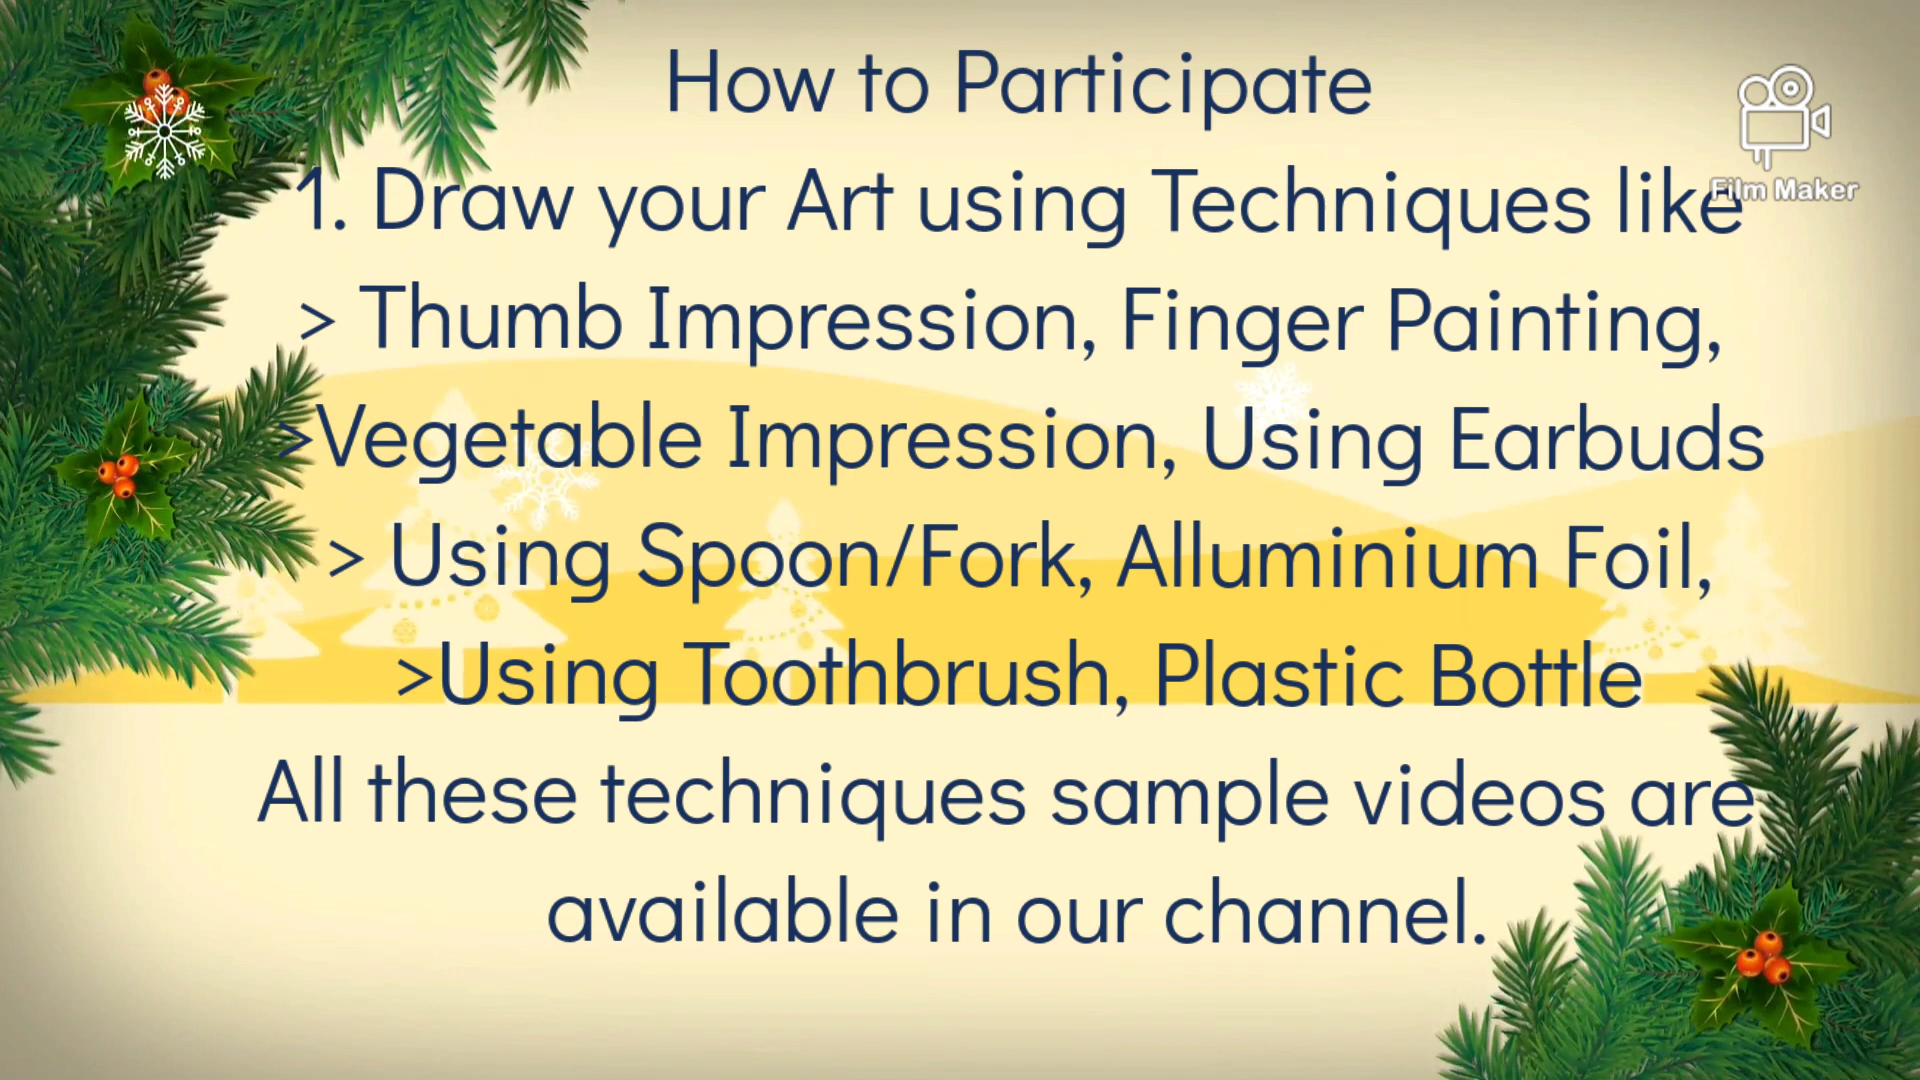 How to Participate
1. Draw your Art using Techniques like
> Thumb Impression, Finger Painting,
>Vegetable Impression, Using Earbuds
> Using Spoon/Fork, Alluminium Foil,
>Using Toothbrush, Plastic Bottle
All these techniques sample videos are
available in our channel.
Film Maker